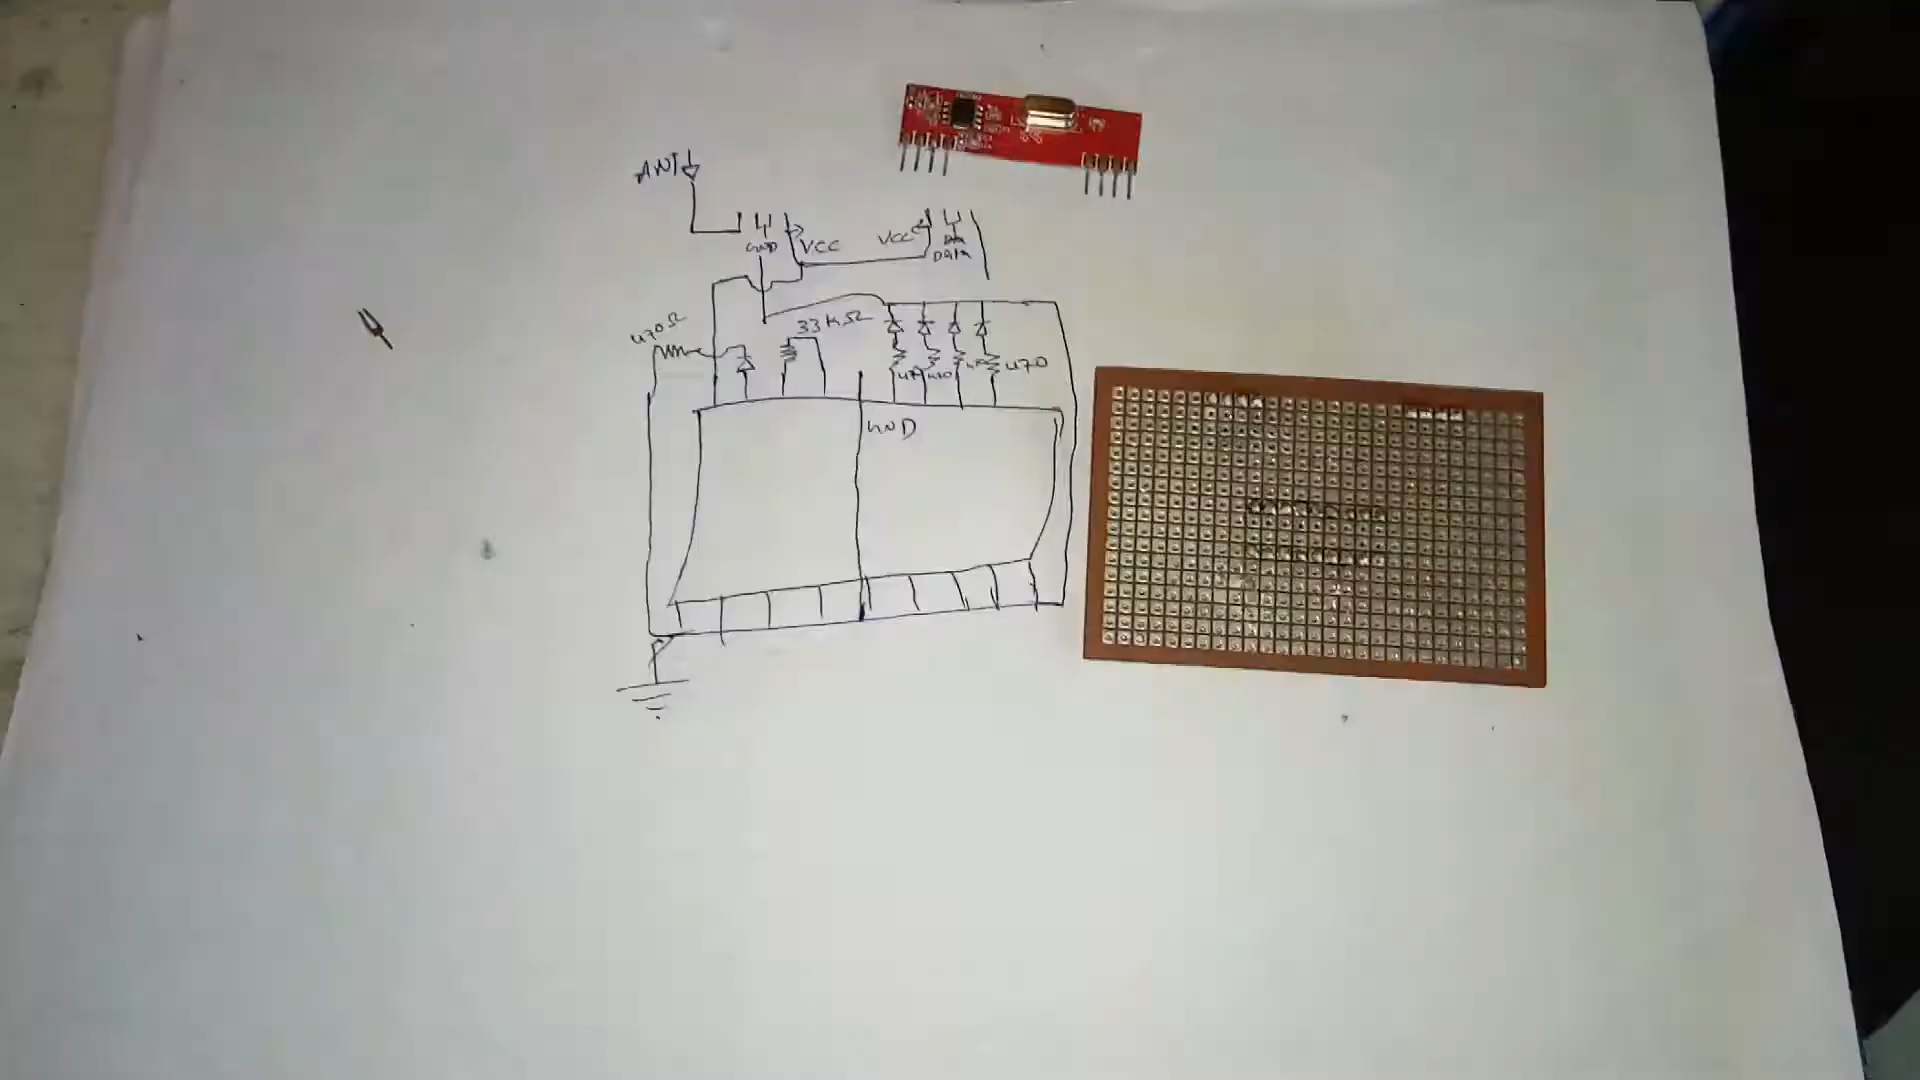 ANT
GND
VCC
VCC
DATA
470Ω
33KΩ
470
470
GND